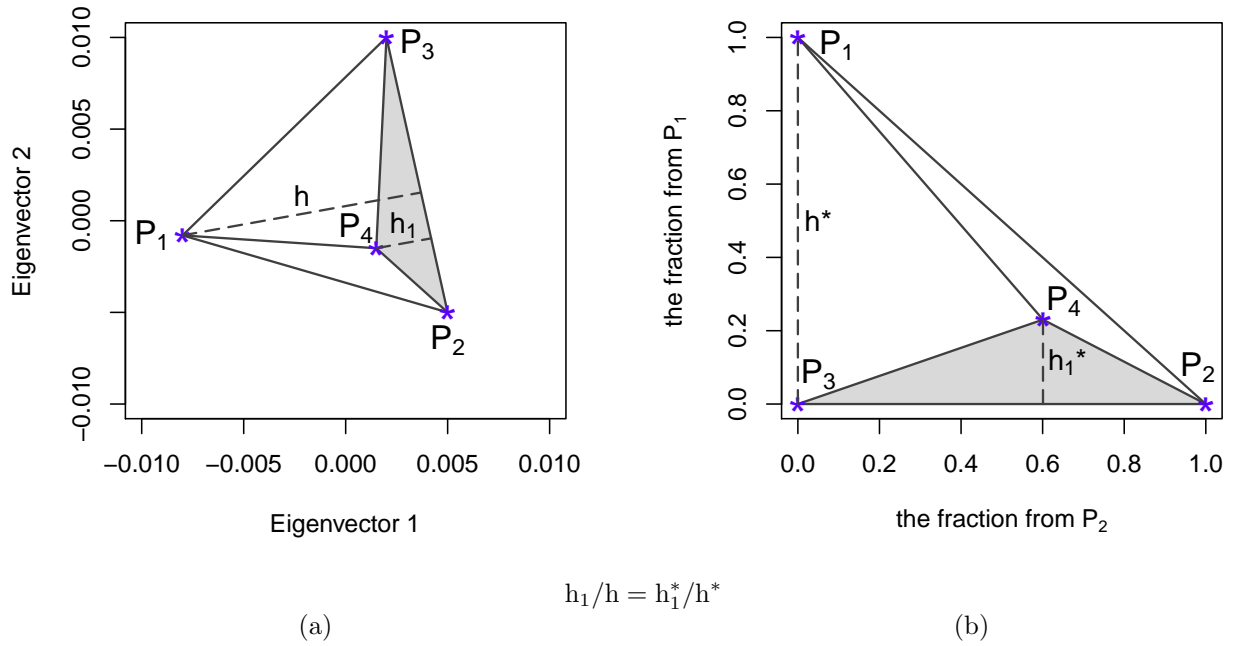 0.010
0.005
0.000
−0.010
Eigenvector 2
P3
h
P4
h1
P1
P2
−0.010 −0.005 0.000 0.005 0.010
Eigenvector 1
1.0
0.8
0.6
0.4
0.2
0.0
the fraction from P1
P1
h*
P4
h1*
P3
P2
0.0 0.2 0.4 0.6 0.8 1.0
the fraction from P2
h1/h = h1*/h*
(a) (b)